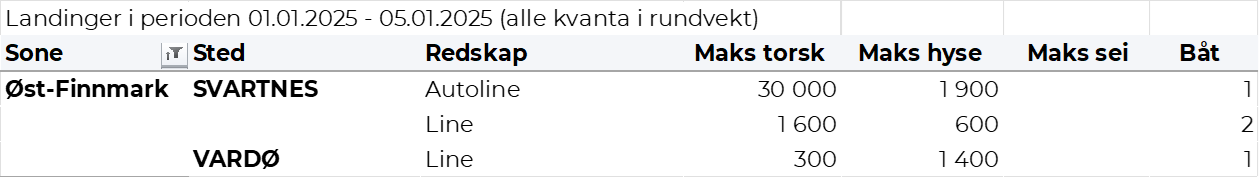 Landinger i perioden 01.01.2025 - 05.01.2025 (alle kvanta i rundvekt)
Sone Sted Redskap Maks torsk Maks hyse Maks sei Båt
Øst-Finnmark SVARTNES Autoline 30 000 1 900 1
Line 1 600 600 2
VARDØ Line 300 1 400 1